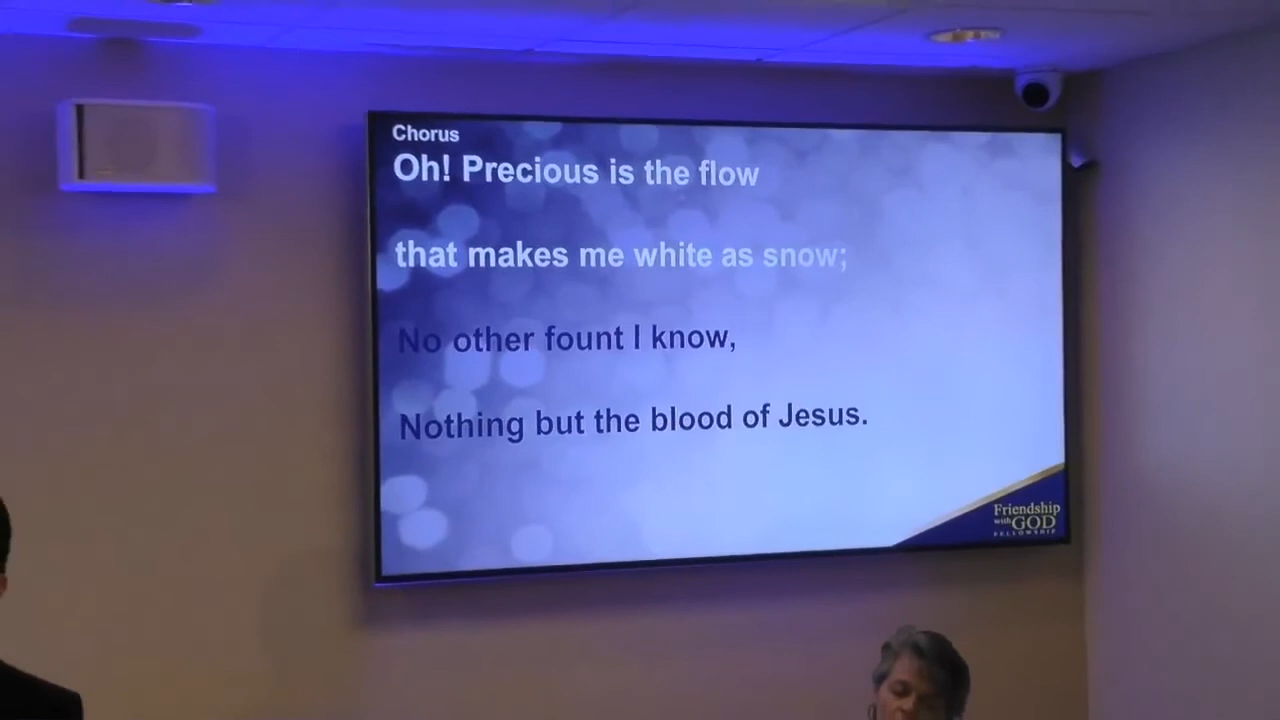 Chorus
Oh! Precious is the flow
that makes me white as snow;
No other fount I know,
Nothing but the blood of Jesus.
Friendship
with GOD
FELLOWSHIP